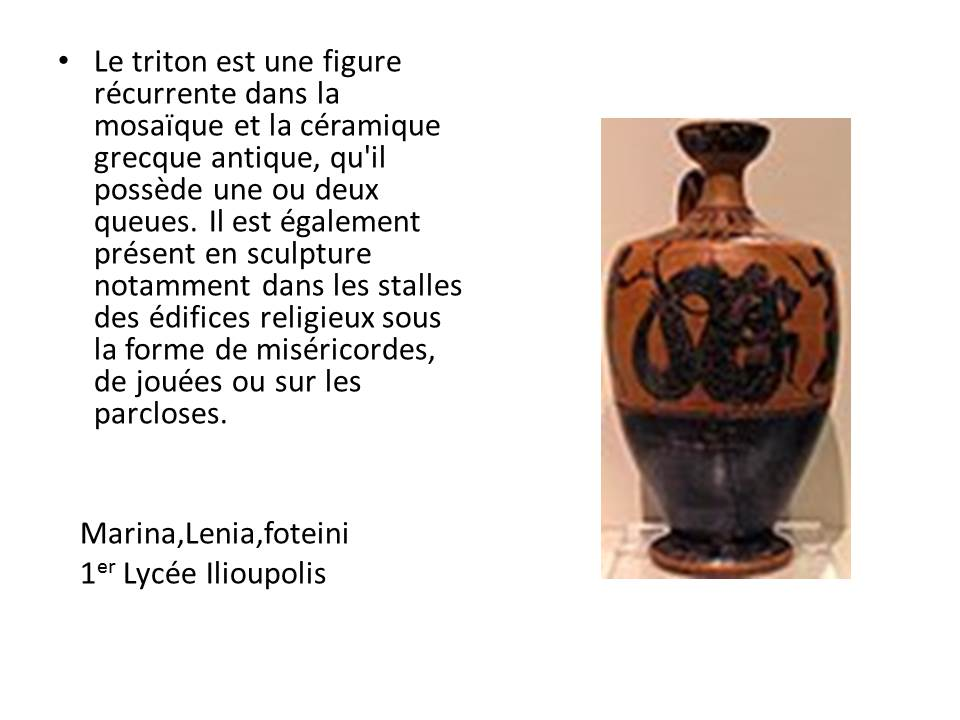 • Le triton est une figure
récurrente dans la
mosaïque et la céramique
grecque antique, qu'il
possède une ou deux
queues. Il est également
présent en sculpture
notamment dans les stalles
des édifices religieux sous
la forme de miséricordes,
de jouées ou sur les
parcloses.
Marina,Lenia,foteini
1er Lycée Ilioupolis